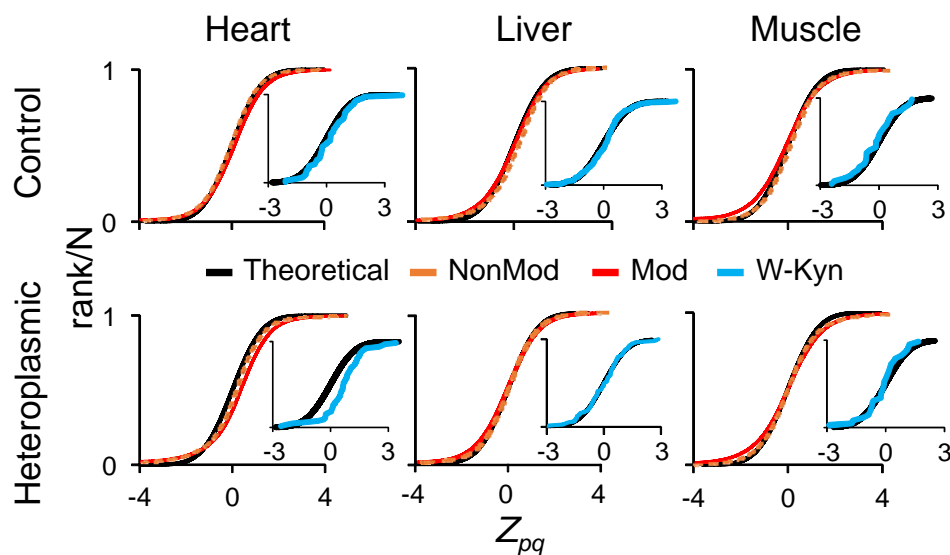 Heart Liver Muscle
Control
Heteroplasmic
rank/N
1
0
-3 0 3
-3 0 3
-3 0 3
Theoretical NonMod Mod W-Kyn
1
0
-3 0 3
-3 0 3
-3 0 3
-4 0 4
-4 0 4
-4 0 4
Zpq